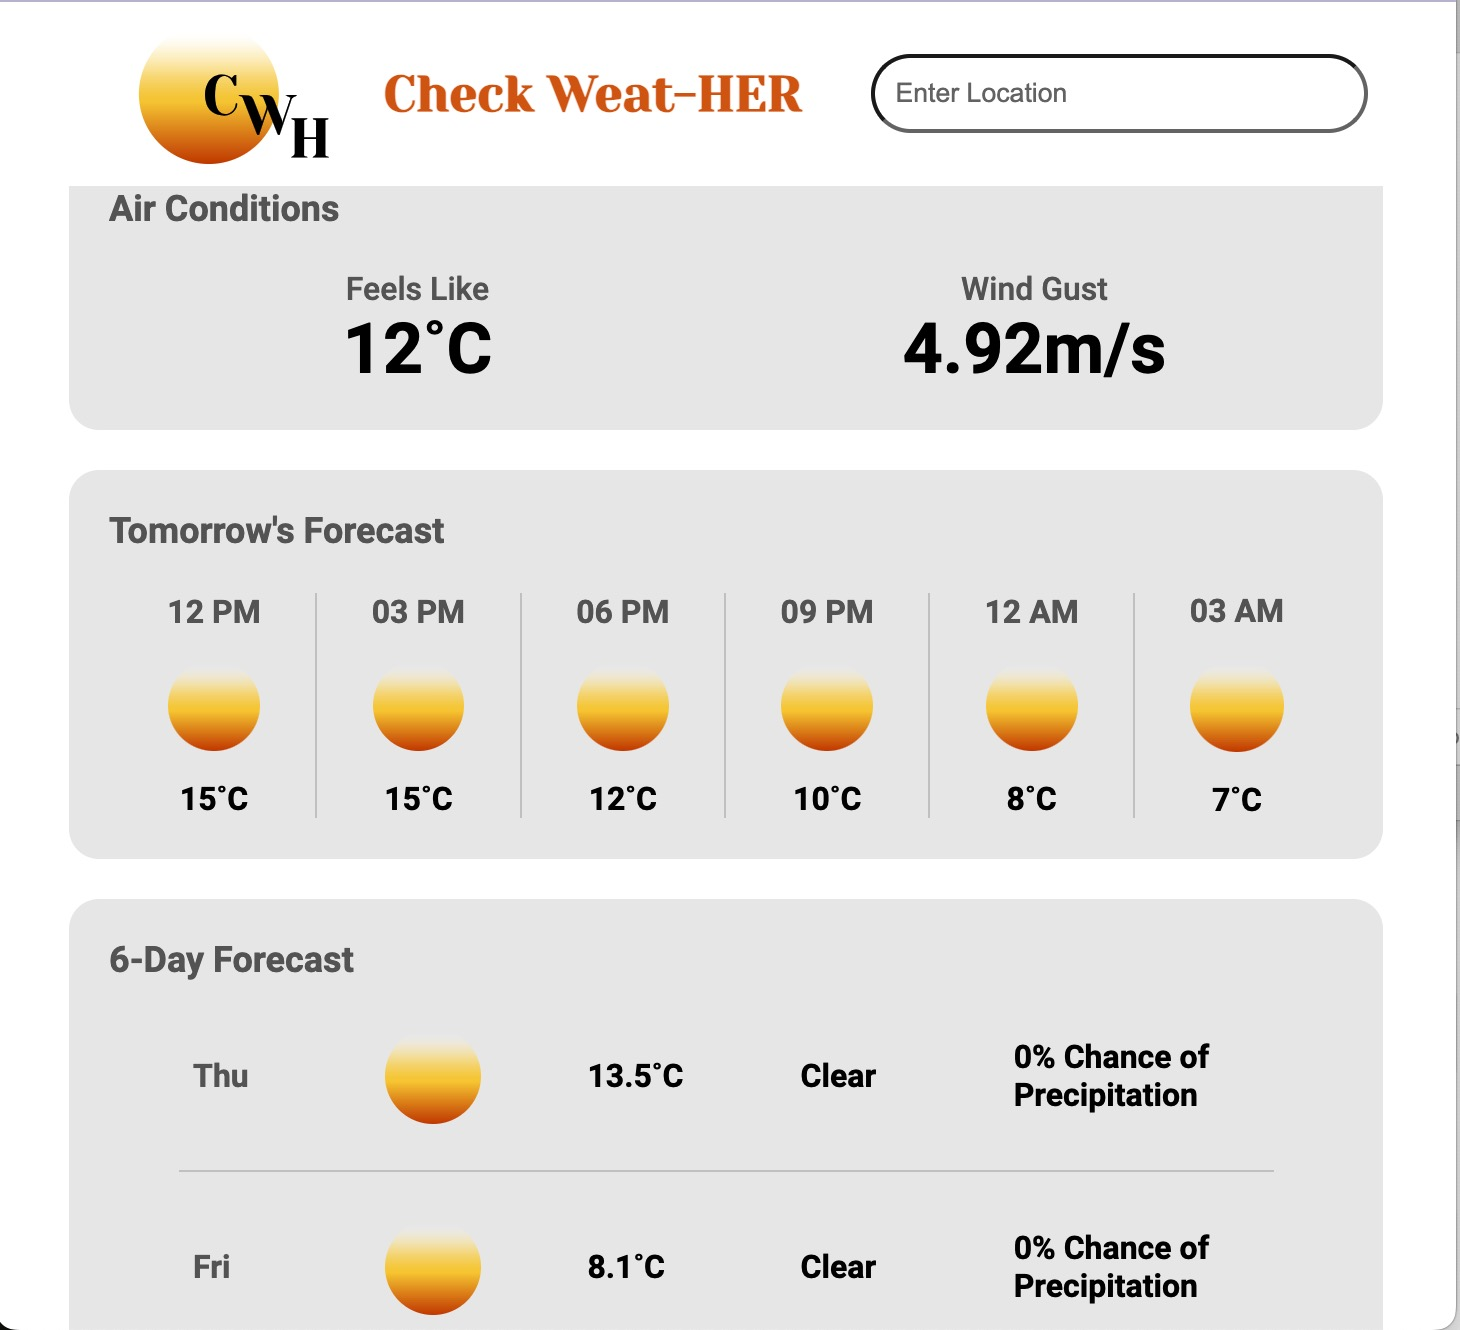 CWH
Check Weat-HER
Enter Location
Air Conditions
Feels Like
12°C
Wind Gust
4.92m/s
Tomorrow's Forecast
12 PM
03 PM
06 PM
09 PM
12 AM
03 AM
15°C
15°C
12°C
10°C
8°C
7°C
6-Day Forecast
Thu
13.5°C
Clear
0% Chance of
Precipitation
Fri
8.1°C
Clear
0% Chance of
Precipitation